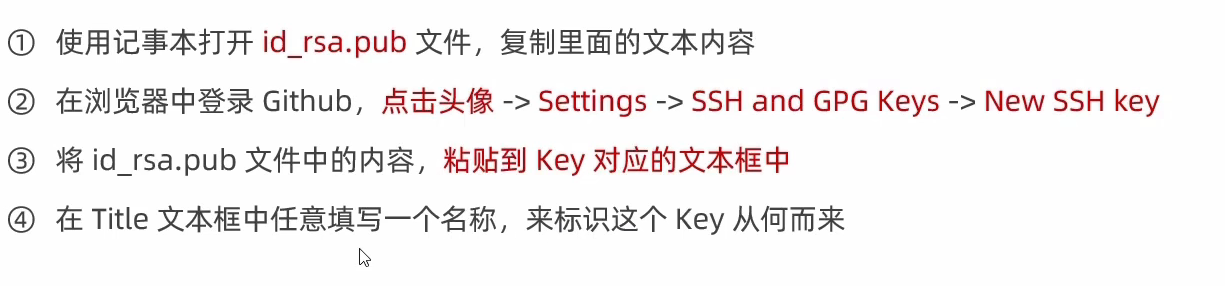 ① 使用记事本打开 id_rsa.pub 文件，复制里面的文本内容
② 在浏览器中登录 Github，点击头像 -> Settings -> SSH and GPG Keys -> New SSH key
③ 将 id_rsa.pub 文件中的内容，粘贴到 Key 对应的文本框中
④ 在 Title 文本框中任意填写一个名称，来标识这个 Key 从何而来